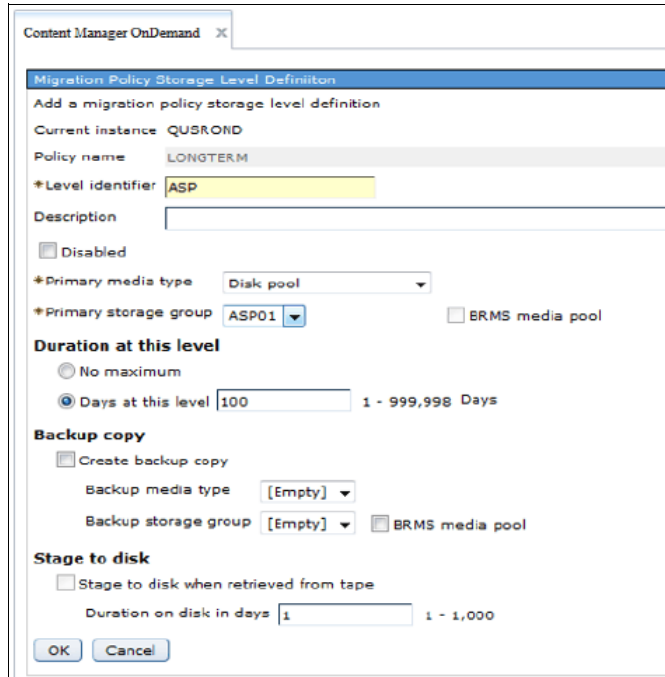 Content Manager OnDemand X
Migration Policy Storage Level Definiiton
Add a migration policy storage level definition
Current instance QUSROND
Policy name LONGTERM
*Level identifier ASP
Description
Disabled
*Primary media type Disk pool
*Primary storage group ASP01 BRMS media pool
Duration at this level
No maximum
Days at this level 100 1 - 999,998 Days
Backup copy
Create backup copy
Backup media type [Empty]
Backup storage group [Empty] BRMS media pool
Stage to disk
Stage to disk when retrieved from tape
Duration on disk in days 1 1 - 1,000
OK Cancel